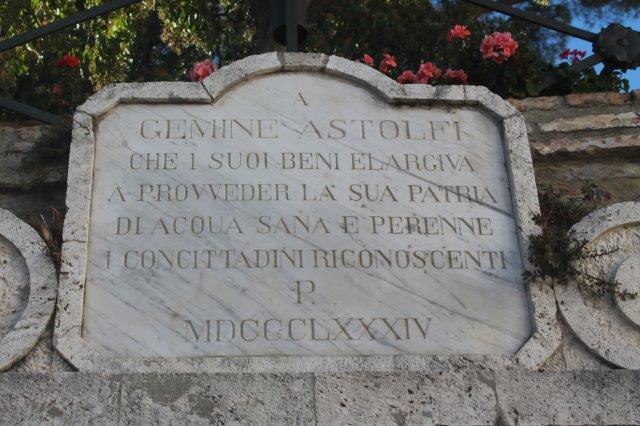 A
GEMINE ASTOLFI
CHE I SUOI BENI ELARGIVA
A PROVVEDER LA SUA PATRIA
DI ACQUA SANA E PERENNE
I CONCITTADINI RICONOSCENTI
P.
MDCCCLXXXIV